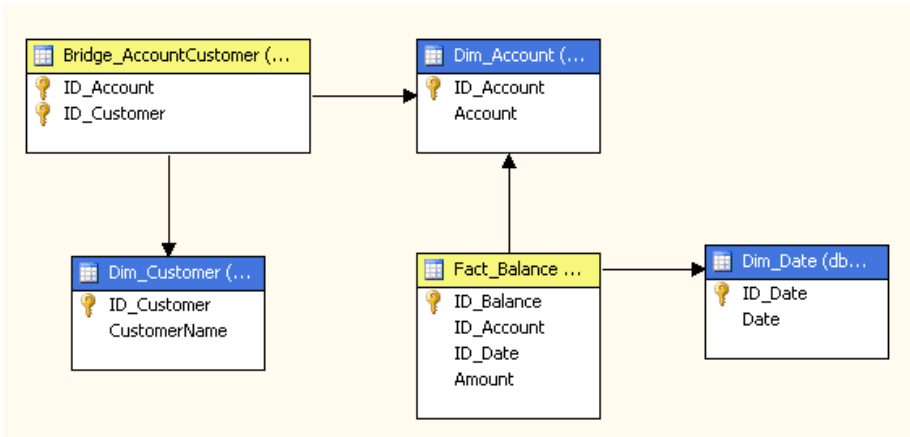 Bridge_AccountCustomer (...
ID_Account
ID_Customer
Dim_Account (...
ID_Account
Account
Dim_Customer (...
ID_Customer
CustomerName
Fact_Balance ...
ID_Balance
ID_Account
ID_Date
Amount
Dim_Date (db...
ID_Date
Date